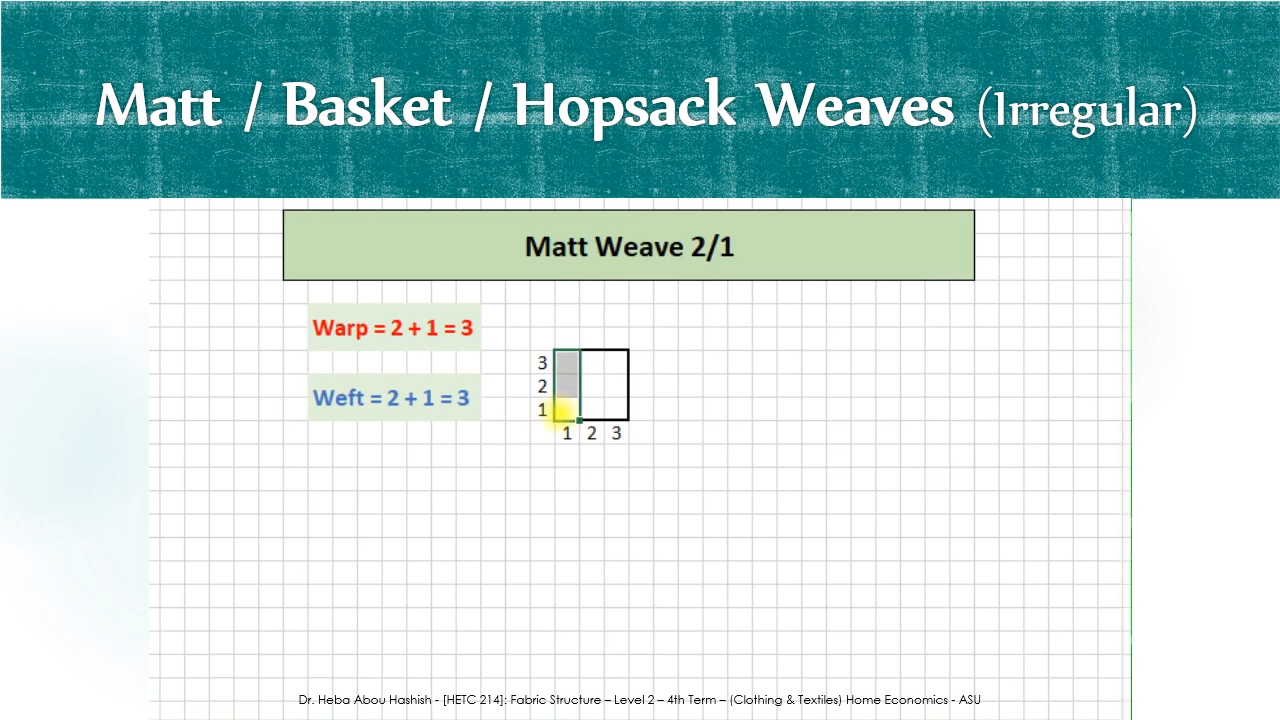 Matt / Basket / Hopsack Weaves (Irregular)
Matt Weave 2/1
Warp = 2 + 1 = 3
Weft = 2 + 1 = 3
3
2
1
1 2 3
Dr. Heba Abou Hashish - [HETC 214]: Fabric Structure – Level 2 – 4th Term – (Clothing & Textiles) Home Economics - ASU